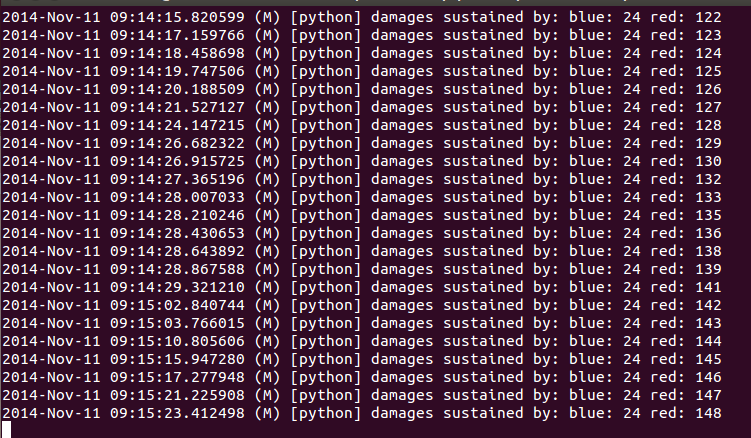 2014-Nov-11 09:14:15.820599 (M) [python] damages sustained by: blue: 24 red: 122
2014-Nov-11 09:14:17.159766 (M) [python] damages sustained by: blue: 24 red: 123
2014-Nov-11 09:14:18.458698 (M) [python] damages sustained by: blue: 24 red: 124
2014-Nov-11 09:14:19.747506 (M) [python] damages sustained by: blue: 24 red: 125
2014-Nov-11 09:14:20.188509 (M) [python] damages sustained by: blue: 24 red: 126
2014-Nov-11 09:14:21.527127 (M) [python] damages sustained by: blue: 24 red: 127
2014-Nov-11 09:14:24.147215 (M) [python] damages sustained by: blue: 24 red: 128
2014-Nov-11 09:14:26.682322 (M) [python] damages sustained by: blue: 24 red: 129
2014-Nov-11 09:14:26.915725 (M) [python] damages sustained by: blue: 24 red: 130
2014-Nov-11 09:14:27.365196 (M) [python] damages sustained by: blue: 24 red: 132
2014-Nov-11 09:14:28.007033 (M) [python] damages sustained by: blue: 24 red: 133
2014-Nov-11 09:14:28.210246 (M) [python] damages sustained by: blue: 24 red: 135
2014-Nov-11 09:14:28.430653 (M) [python] damages sustained by: blue: 24 red: 136
2014-Nov-11 09:14:28.643892 (M) [python] damages sustained by: blue: 24 red: 138
2014-Nov-11 09:14:28.867588 (M) [python] damages sustained by: blue: 24 red: 139
2014-Nov-11 09:14:29.321210 (M) [python] damages sustained by: blue: 24 red: 141
2014-Nov-11 09:15:02.840744 (M) [python] damages sustained by: blue: 24 red: 142
2014-Nov-11 09:15:03.766015 (M) [python] damages sustained by: blue: 24 red: 143
2014-Nov-11 09:15:10.805606 (M) [python] damages sustained by: blue: 24 red: 144
2014-Nov-11 09:15:15.947280 (M) [python] damages sustained by: blue: 24 red: 145
2014-Nov-11 09:15:17.277948 (M) [python] damages sustained by: blue: 24 red: 146
2014-Nov-11 09:15:21.225908 (M) [python] damages sustained by: blue: 24 red: 147
2014-Nov-11 09:15:23.412498 (M) [python] damages sustained by: blue: 24 red: 148